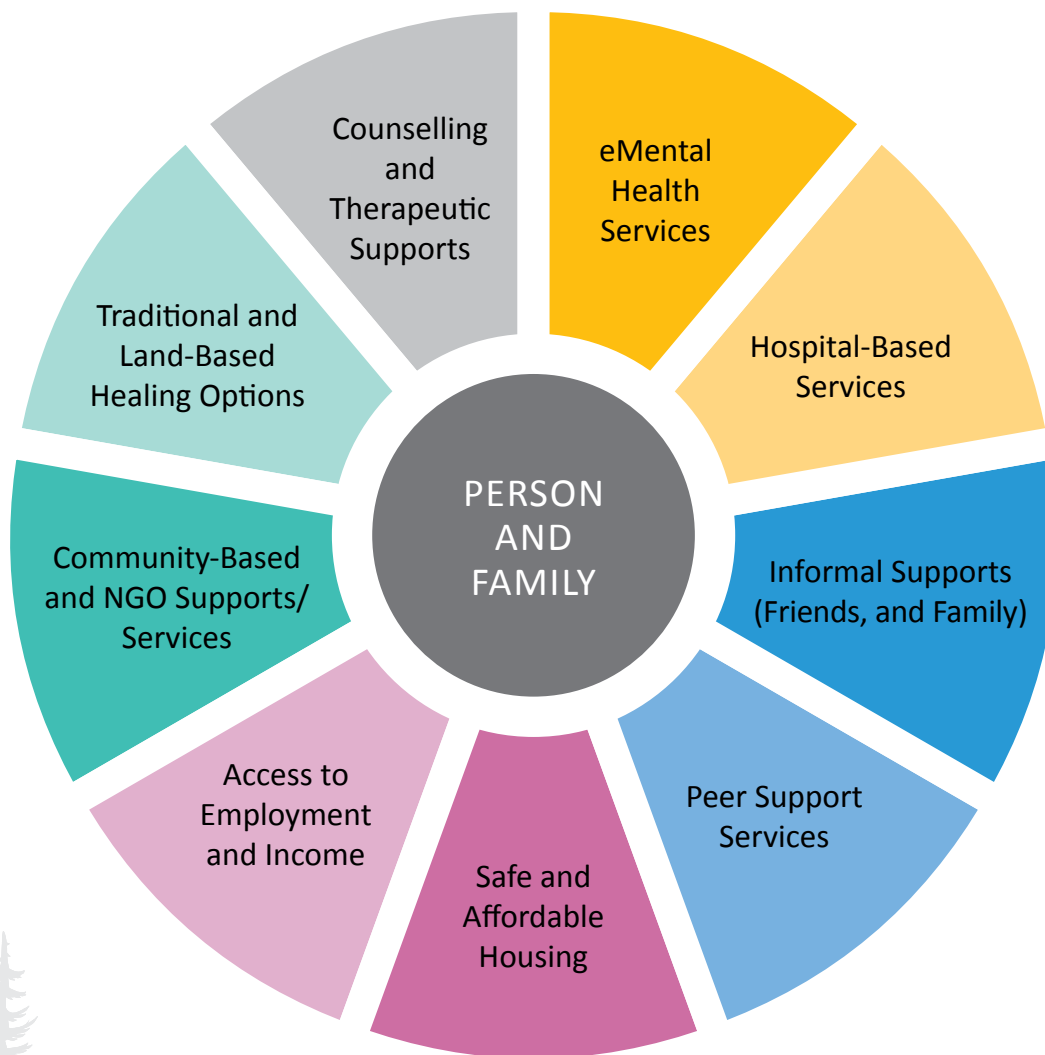 Counselling
and
Therapeutic
Supports
eMental
Health
Services
Hospital-Based
Services
Informal Supports
(Friends, and Family)
Peer Support
Services
Safe and
Affordable
Housing
Access to
Employment
and Income
Community-Based
and NGO Supports/
Services
Traditional and
Land-Based
Healing Options
PERSON
AND
FAMILY